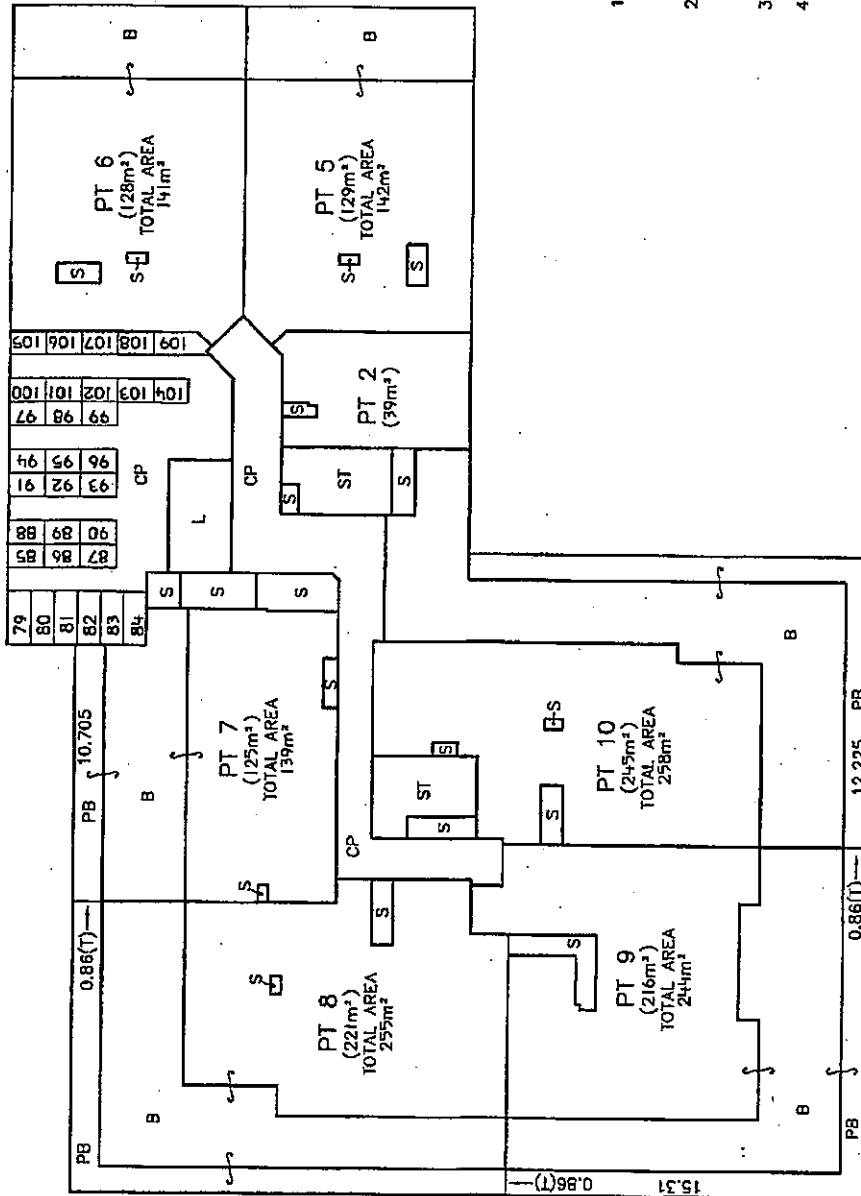 B
B
PT 6
(128m²)
TOTAL AREA
141m²
S
S
PT 5
(129m²)
TOTAL AREA
142m²
S
S
105
106
107
108
109
100
101
102
103
104
97
98
99
94
95
96
91
92
93
88
89
90
85
86
87
79
80
81
82
83
84
CP
L
CP
PT 2
(39m²)
S
S
ST
S
S
S
S
10.705
PB
B
PT 7
(125m²)
TOTAL AREA
139m²
S
S
CP
S
ST
S
PT 10
(245m²)
TOTAL AREA
258m²
S
S
B
0.86(T)
PT 8
(221m²)
TOTAL AREA
255m²
S
S
B
PB
PT 9
(216m²)
TOTAL AREA
244m²
S
B
PB
12.225
PB
0.86(T)
0.86(T)
15.31
1
2
3
4